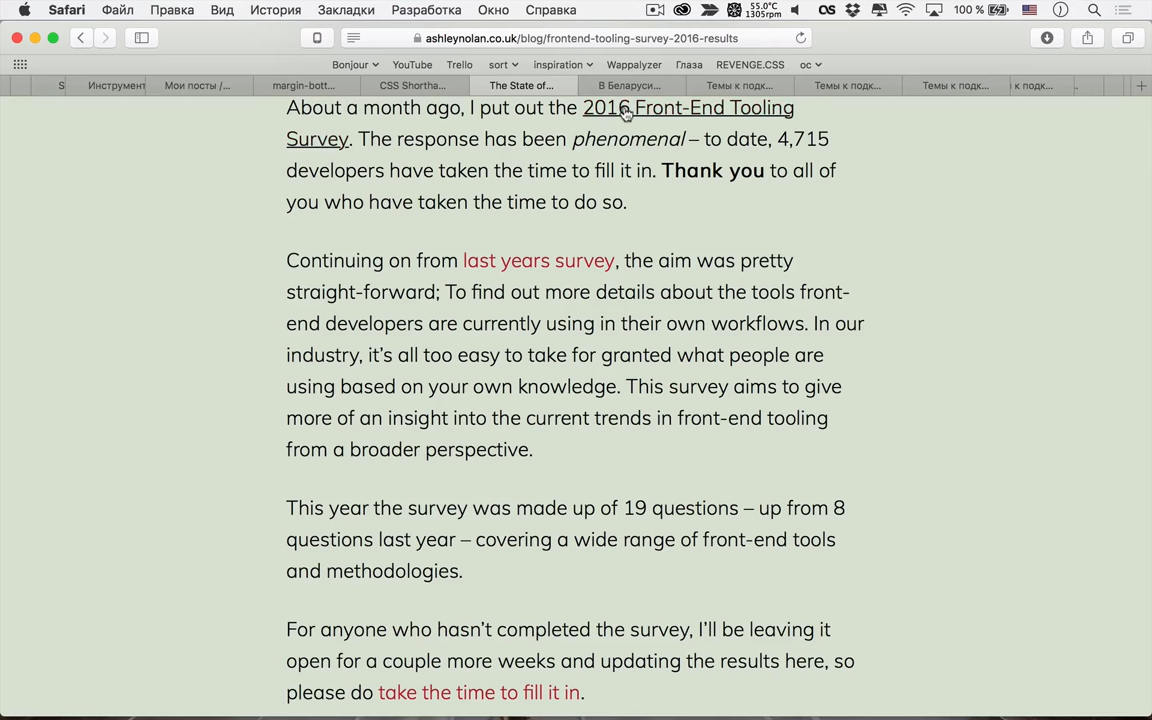 Safari Файл Правка Вид История Закладки Разработка Окно Справка 55.0°C 1305rpm 100 %
ashleynolan.co.uk/blog/frontend-tooling-survey-2016-results
Bonjour YouTube Trello sort inspiration Wappalyzer Глаза REVENGE.CSS ос
S Инструмент Мои посты /... margin-bott... CSS Shortha... The State of... В Беларуси... Темы к подк... Темы к подк... Темы к подк... і к подк...
About a month ago, I put out the 2016 Front-End Tooling
Survey. The response has been phenomenal – to date, 4,715
developers have taken the time to fill it in. Thank you to all of
you who have taken the time to do so.
Continuing on from last years survey, the aim was pretty
straight-forward; To find out more details about the tools front-
end developers are currently using in their own workflows. In our
industry, it’s all too easy to take for granted what people are
using based on your own knowledge. This survey aims to give
more of an insight into the current trends in front-end tooling
from a broader perspective.
This year the survey was made up of 19 questions – up from 8
questions last year – covering a wide range of front-end tools
and methodologies.
For anyone who hasn’t completed the survey, I’ll be leaving it
open for a couple more weeks and updating the results here, so
please do take the time to fill it in.